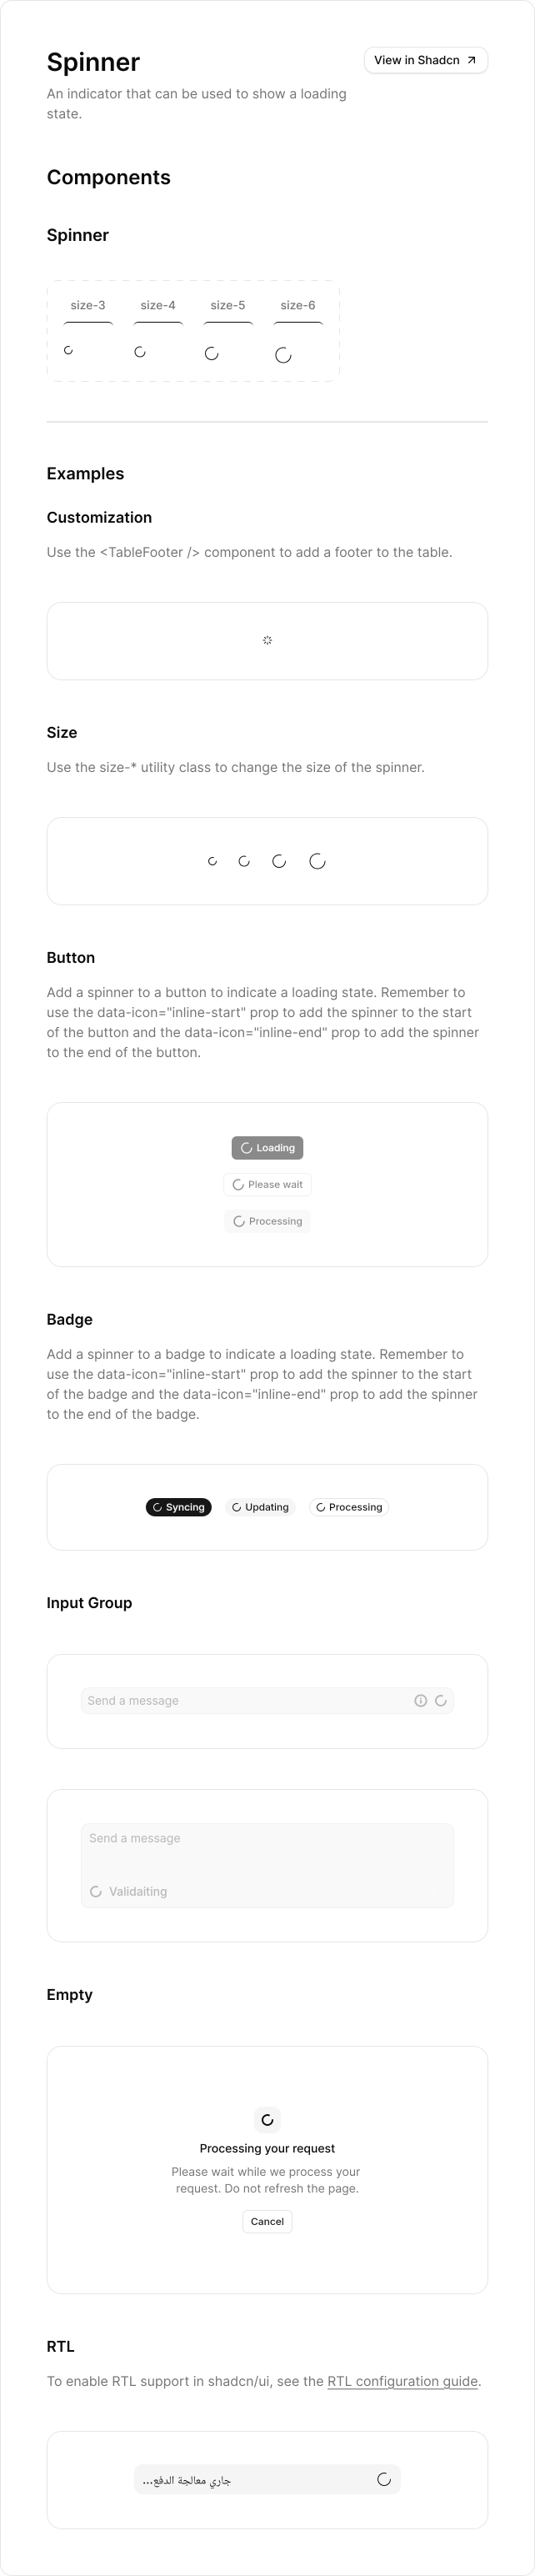 Spinner
View in Shadcn
An indicator that can be used to show a loading
state.
Components
Spinner
size-3 size-4 size-5 size-6
Examples
Customization
Use the <TableFooter /> component to add a footer to the table.
Size
Use the size-* utility class to change the size of the spinner.
Button
Add a spinner to a button to indicate a loading state. Remember to
use the data-icon="inline-start" prop to add the spinner to the start
of the button and the data-icon="inline-end" prop to add the spinner
to the end of the button.
Loading
Please wait
Processing
Badge
Add a spinner to a badge to indicate a loading state. Remember to
use the data-icon="inline-start" prop to add the spinner to the start
of the badge and the data-icon="inline-end" prop to add the spinner
to the end of the badge.
Syncing Updating Processing
Input Group
Send a message
Send a message
Validaiting
Empty
Processing your request
Please wait while we process your
request. Do not refresh the page.
Cancel
RTL
To enable RTL support in shadcn/ui, see the RTL configuration guide.
جاري معالجة الدفع...